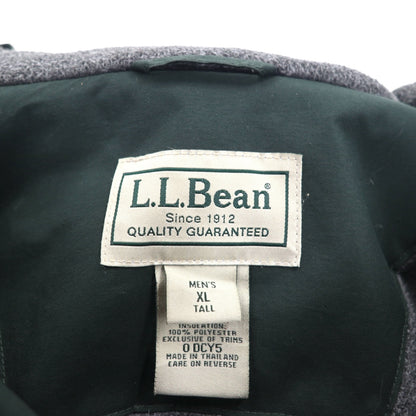 L.L.Bean®
Since 1912
QUALITY GUARANTEED
MEN'S
XL
TALL
INSULATION:
100% POLYESTER
EXCLUSIVE OF TRIMS
0 DCY5
MADE IN THAILAND
CARE ON REVERSE